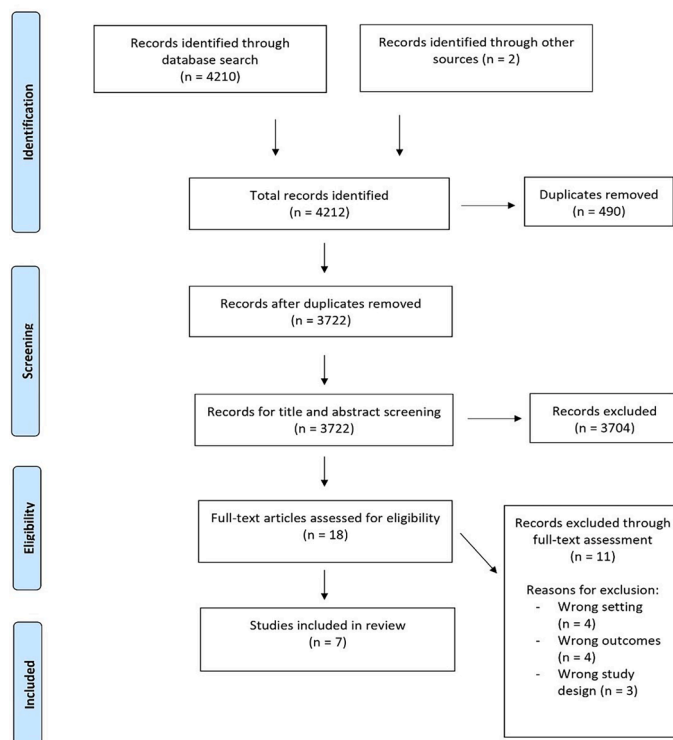 Identification
Records identified through
database search
(n = 4210)
Records identified through other
sources (n = 2)
Total records identified
(n = 4212)
Duplicates removed
(n = 490)
Screening
Records after duplicates removed
(n = 3722)
Records for title and abstract screening
(n = 3722)
Records excluded
(n = 3704)
Eligibility
Full-text articles assessed for eligibility
(n = 18)
Records excluded through
full-text assessment
(n = 11)
Reasons for exclusion:
- Wrong setting
(n = 4)
- Wrong outcomes
(n = 4)
- Wrong study
design (n = 3)
Included
Studies included in review
(n = 7)